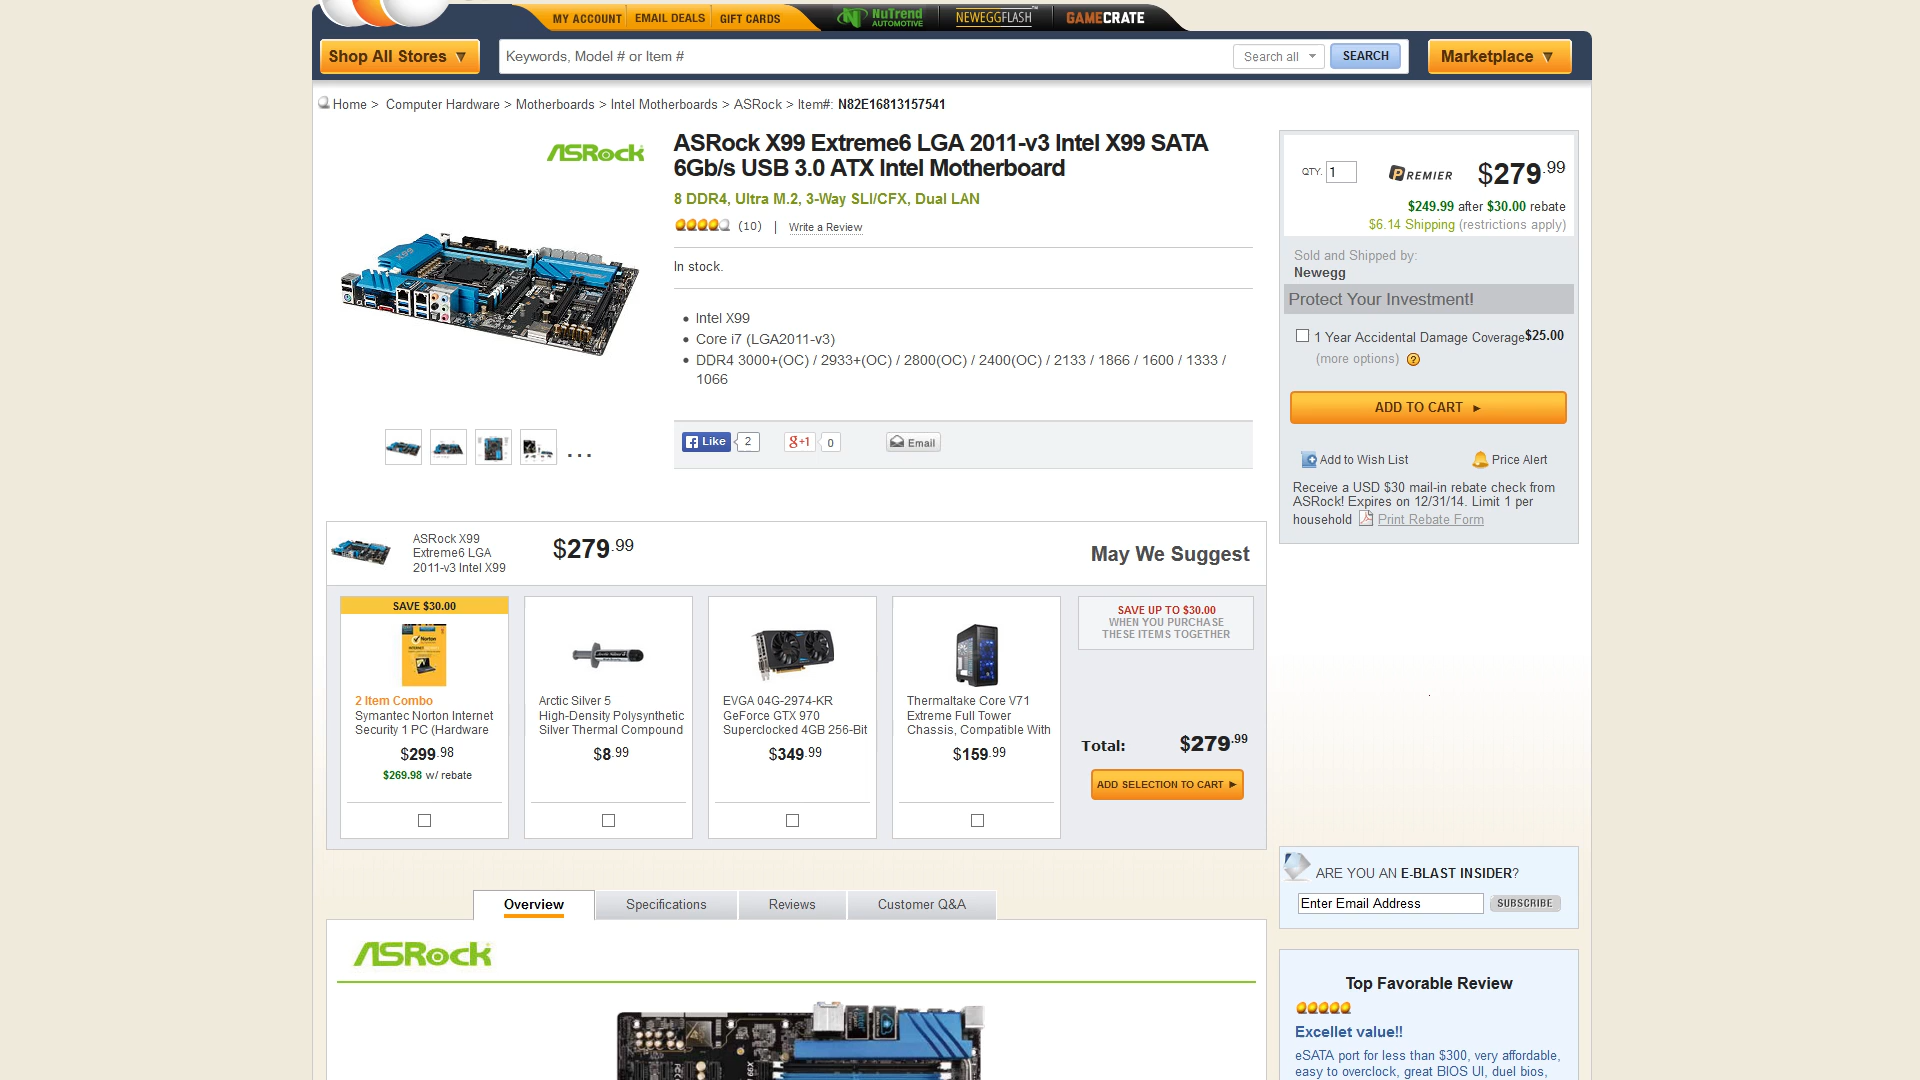 MY ACCOUNT
EMAIL DEALS
GIFT CARDS
NUTREND AUTOMOTIVE
NEWEGGFLASH
GAMECRATE
Shop All Stores ▼
Keywords, Model # or Item #
Search all
SEARCH
Marketplace ▼
Home > Computer Hardware > Motherboards > Intel Motherboards > ASRock > Item#: N82E16813157541
ASRock
ASRock X99 Extreme6 LGA 2011-v3 Intel X99 SATA
6Gb/s USB 3.0 ATX Intel Motherboard
8 DDR4, Ultra M.2, 3-Way SLI/CFX, Dual LAN
(10) | Write a Review
In stock.
• Intel X99
• Core i7 (LGA2011-v3)
• DDR4 3000+(OC) / 2933+(OC) / 2800(OC) / 2400(OC) / 2133 / 1866 / 1600 / 1333 /
1066
...
Like 2
g+1 0
Email
QTY. 1
PREMIER
$279.99
$249.99 after $30.00 rebate
$6.14 Shipping (restrictions apply)
Sold and Shipped by:
Newegg
Protect Your Investment!
1 Year Accidental Damage Coverage $25.00
(more options) ?
ADD TO CART ►
Add to Wish List
Price Alert
Receive a USD $30 mail-in rebate check from
ASRock! Expires on 12/31/14. Limit 1 per
household Print Rebate Form
ASRock X99
Extreme6 LGA
2011-v3 Intel X99
$279.99
May We Suggest
SAVE $30.00
Norton
2 Item Combo
Symantec Norton Internet
Security 1 PC (Hardware
$299.98
$269.98 w/ rebate
Arctic Silver 5
High-Density Polysynthetic
Silver Thermal Compound
$8.99
EVGA 04G-2974-KR
GeForce GTX 970
Superclocked 4GB 256-Bit
$349.99
Thermaltake Core V71
Extreme Full Tower
Chassis, Compatible With
$159.99
SAVE UP TO $30.00
WHEN YOU PURCHASE
THESE ITEMS TOGETHER
Total: $279.99
ADD SELECTION TO CART ►
ARE YOU AN E-BLAST INSIDER?
Enter Email Address
SUBSCRIBE
Overview
Specifications
Reviews
Customer Q&A
ASRock
Top Favorable Review
Excellet value!!
eSATA port for less than $300, very affordable,
easy to overclock, great BIOS UI, duel bios,